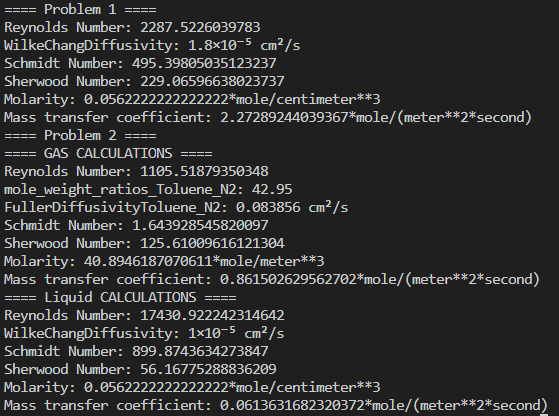 ==== Problem 1 ====
Reynolds Number: 2287.5226039783
WilkeChangDiffusivity: 1.8×10⁻⁵ cm²/s
Schmidt Number: 495.39805035123237
Sherwood Number: 229.06596638023737
Molarity: 0.0562222222222222*mole/centimeter**3
Mass transfer coefficient: 2.27289244039367*mole/(meter**2*second)
==== Problem 2 ====
==== GAS CALCULATIONS ====
Reynolds Number: 1105.51879350348
mole_weight_ratios_Toluene_N2: 42.95
FullerDiffusivityToluene_N2: 0.083856 cm²/s
Schmidt Number: 1.643928545820097
Sherwood Number: 125.61009616121304
Molarity: 40.8946187070611*mole/meter**3
Mass transfer coefficient: 0.861502629562702*mole/(meter**2*second)
==== Liquid CALCULATIONS ====
Reynolds Number: 17430.922242314642
WilkeChangDiffusivity: 1×10⁻⁵ cm²/s
Schmidt Number: 899.8743634273847
Sherwood Number: 56.16775288836209
Molarity: 0.0562222222222222*mole/centimeter**3
Mass transfer coefficient: 0.0613631682320372*mole/(meter**2*second)